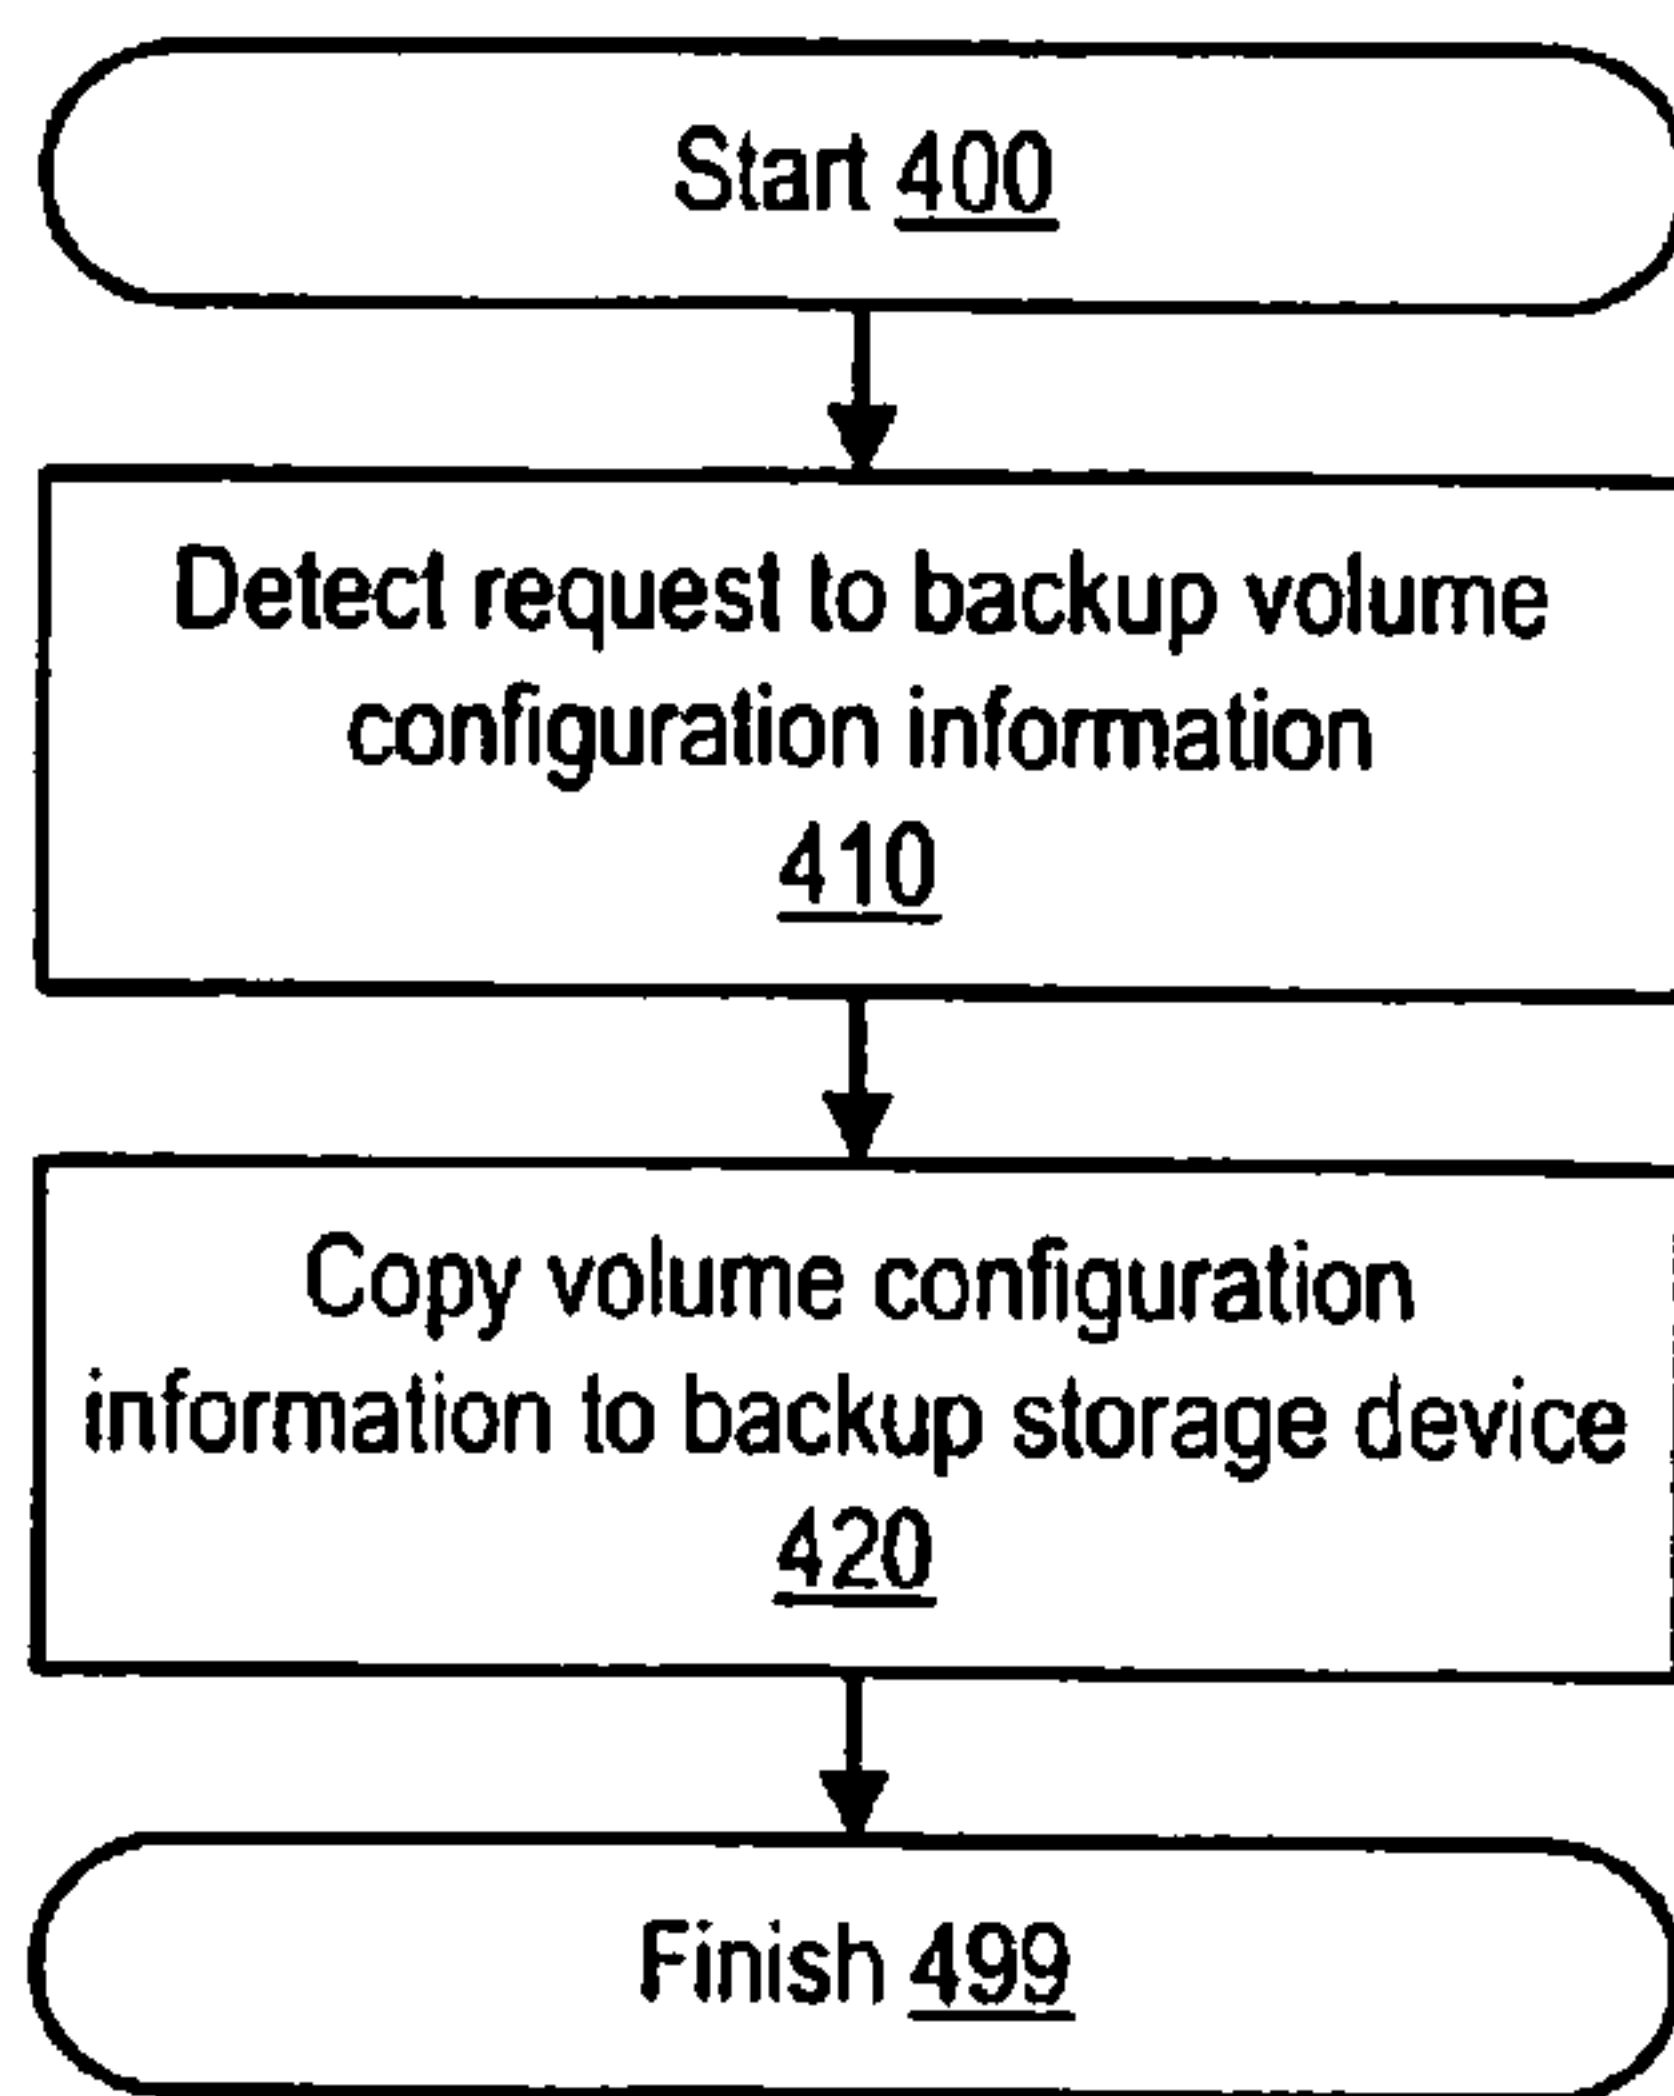 Start 400
Detect request to backup volume
configuration information
410
Copy volume configuration
information to backup storage device
420
Finish 499